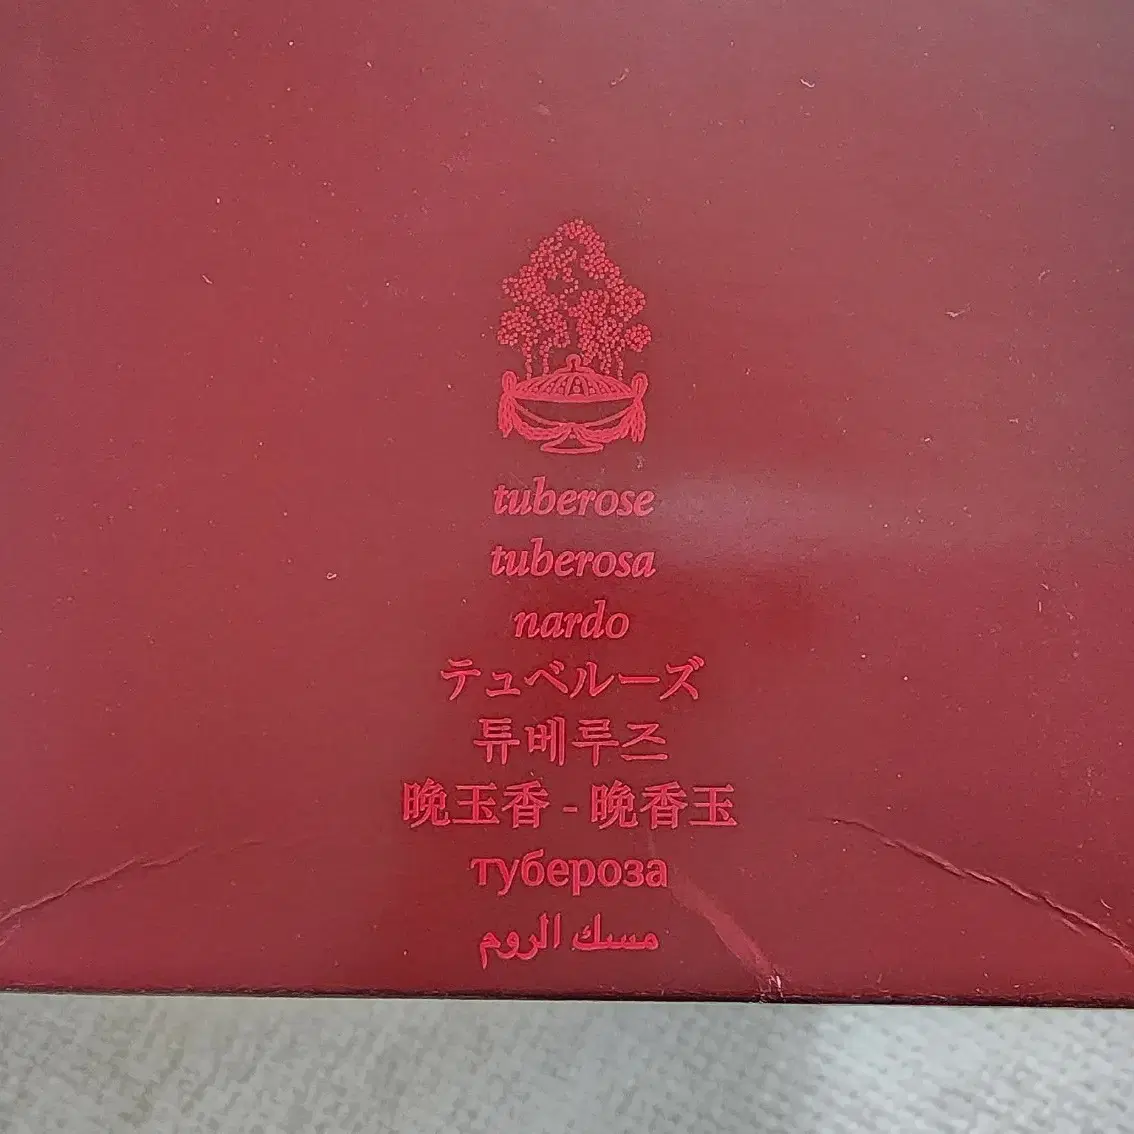 tuberose
tuberosa
nardo
テュベルーズ
튜베루즈
晩玉香 - 晚香玉
тубероза
مسك الروم